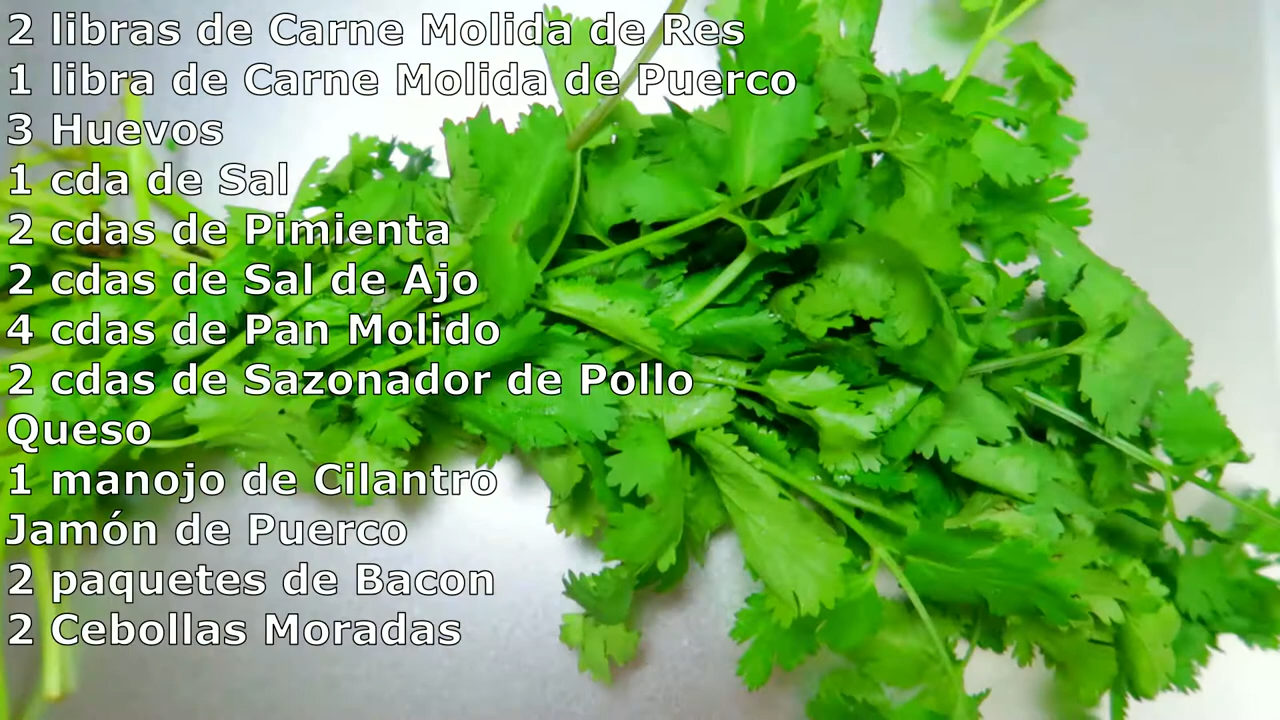 2 libras de Carne Molida de Res
1 libra de Carne Molida de Puerco
3 Huevos
1 cda de Sal
2 cdas de Pimienta
2 cdas de Sal de Ajo
4 cdas de Pan Molido
2 cdas de Sazonador de Pollo
Queso
1 manojo de Cilantro
Jamón de Puerco
2 paquetes de Bacon
2 Cebollas Moradas